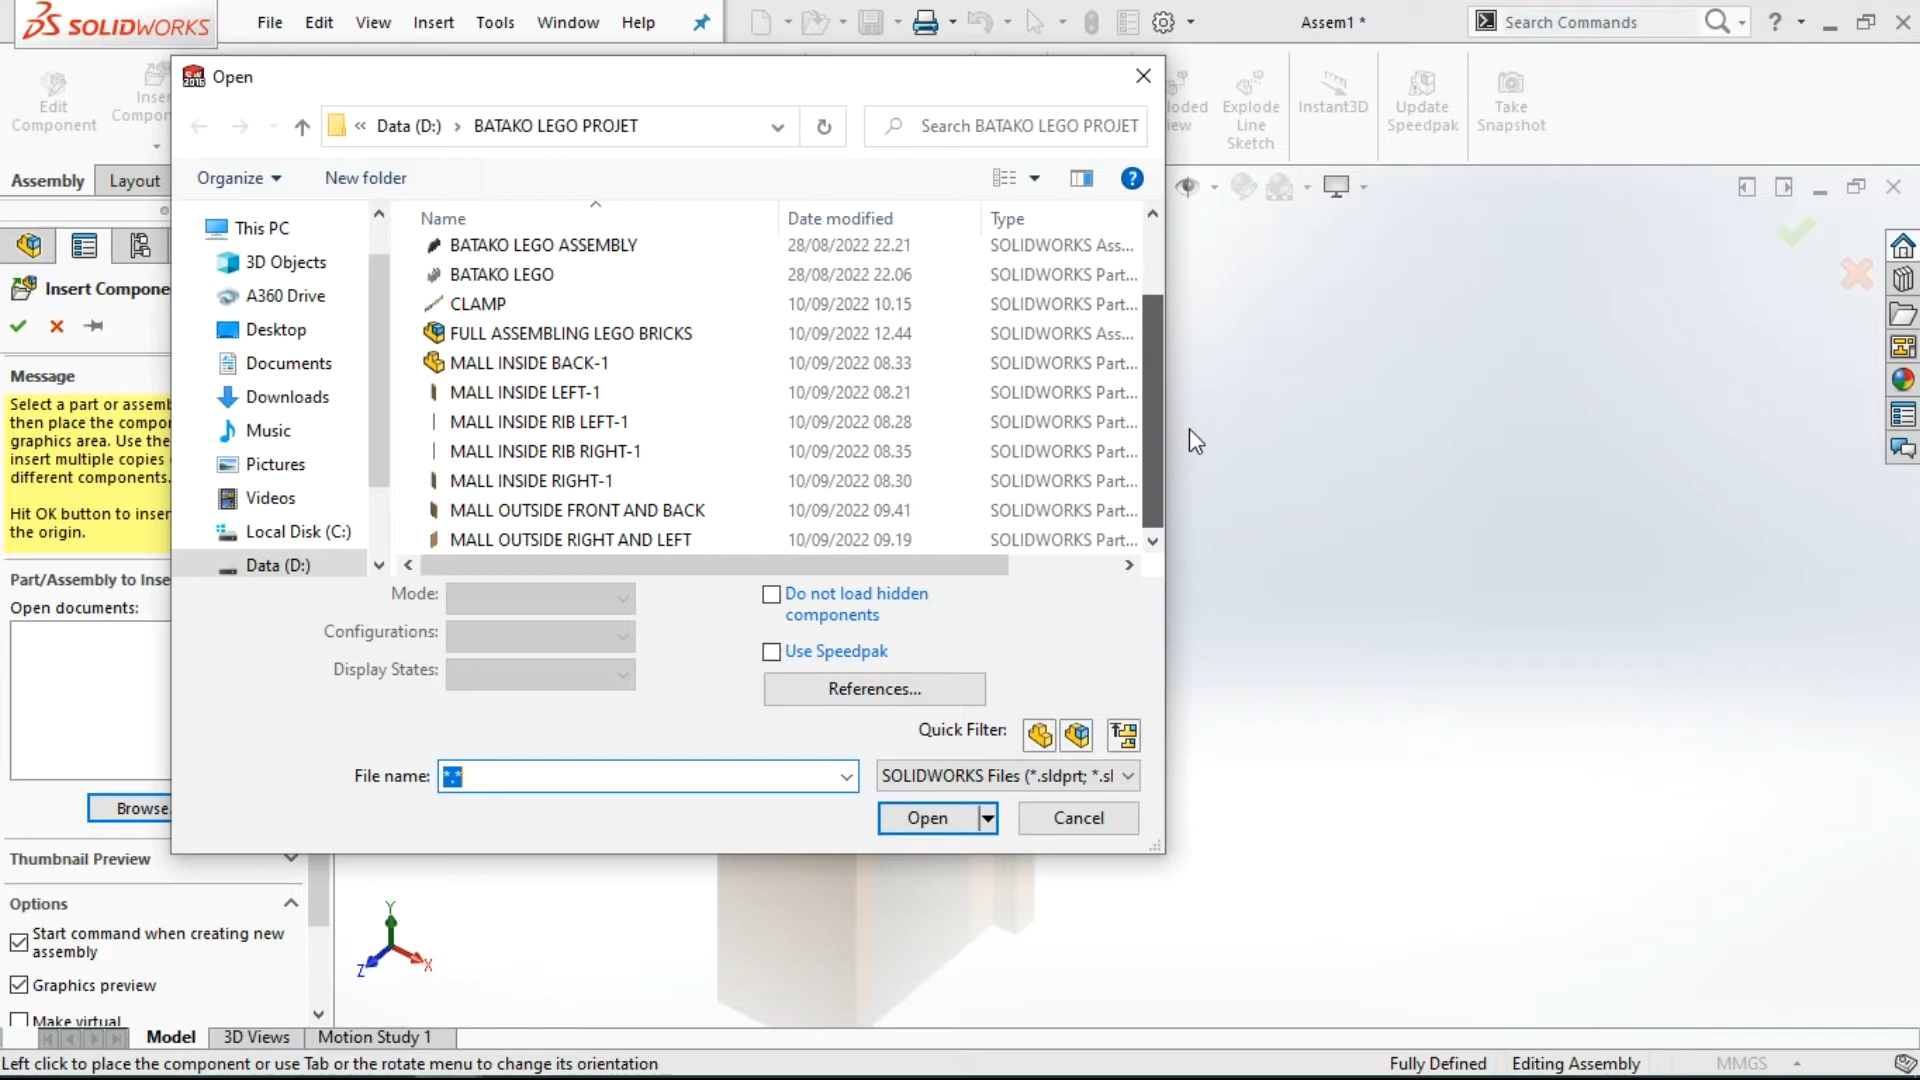 SOLIDWORKS File Edit View Insert Tools Window Help Assem1 * Search Commands ?
Edit Component
Inser Compon
loded iew
Explode Line Sketch
Instant3D
Update Speedpak
Take Snapshot
Assembly Layout
Open
Data (D:) › BATAKO LEGO PROJET
Search BATAKO LEGO PROJET
Organize
New folder
This PC
3D Objects
A360 Drive
Desktop
Documents
Downloads
Music
Pictures
Videos
Local Disk (C:)
Data (D:)
Name Date modified Type
BATAKO LEGO ASSEMBLY 28/08/2022 22.21 SOLIDWORKS Ass...
BATAKO LEGO 28/08/2022 22.06 SOLIDWORKS Part...
CLAMP 10/09/2022 10.15 SOLIDWORKS Part...
FULL ASSEMBLING LEGO BRICKS 10/09/2022 12.44 SOLIDWORKS Ass...
MALL INSIDE BACK-1 10/09/2022 08.33 SOLIDWORKS Part...
MALL INSIDE LEFT-1 10/09/2022 08.21 SOLIDWORKS Part...
MALL INSIDE RIB LEFT-1 10/09/2022 08.28 SOLIDWORKS Part...
MALL INSIDE RIB RIGHT-1 10/09/2022 08.35 SOLIDWORKS Part...
MALL INSIDE RIGHT-1 10/09/2022 08.30 SOLIDWORKS Part...
MALL OUTSIDE FRONT AND BACK 10/09/2022 09.41 SOLIDWORKS Part...
MALL OUTSIDE RIGHT AND LEFT 10/09/2022 09.19 SOLIDWORKS Part...
Mode:
Configurations:
Display States:
Do not load hidden
components
Use Speedpak
References...
Quick Filter:
File name: *.*
SOLIDWORKS Files (*.sldprt; *.sl
Open
Cancel
Insert Compone
Message
Select a part or assemb
then place the compor
graphics area. Use the
insert multiple copies
different components.
Hit OK button to inser
the origin.
Part/Assembly to Inse
Open documents:
Browse.
Thumbnail Preview
Options
Start command when creating new
assembly
Graphics preview
Make virtual
Y
X
Z
Model 3D Views Motion Study 1
Left click to place the component or use Tab or the rotate menu to change its orientation Fully Defined Editing Assembly MMGS